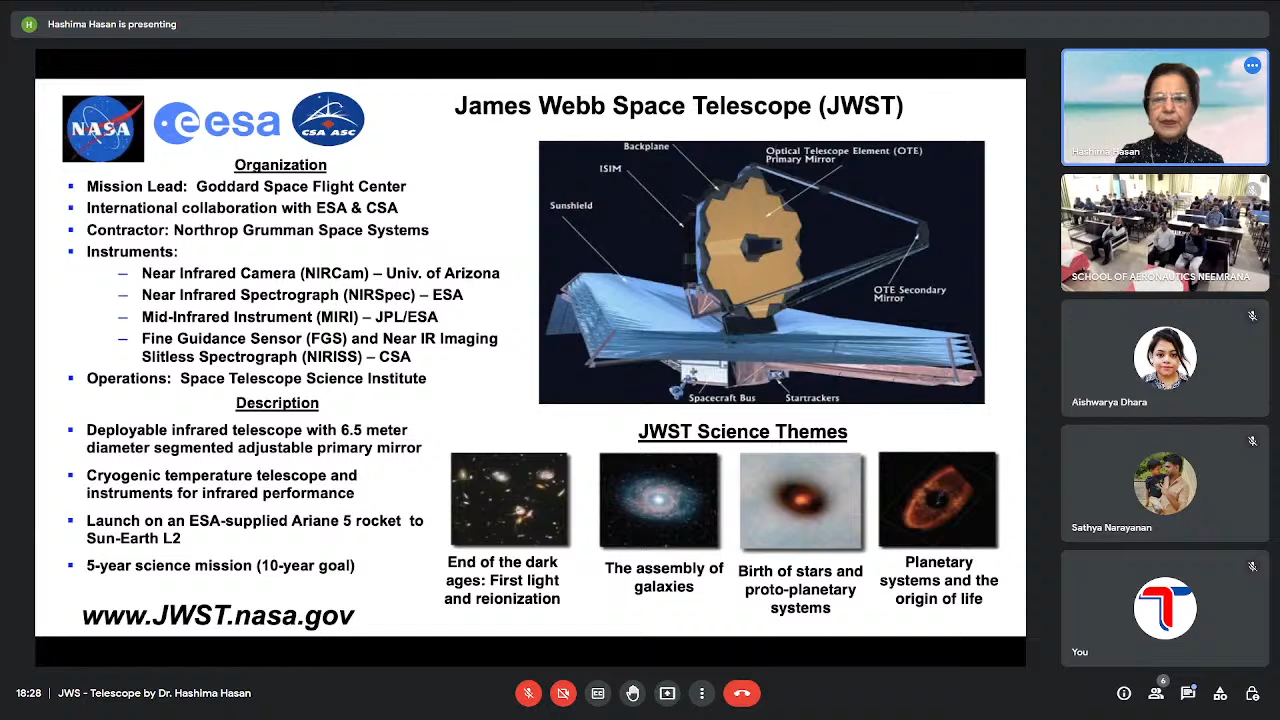 H
Hashima Hasan is presenting
NASA
esa
CSA ASC
James Webb Space Telescope (JWST)
Organization
▪ Mission Lead: Goddard Space Flight Center
▪ International collaboration with ESA & CSA
▪ Contractor: Northrop Grumman Space Systems
▪ Instruments:
– Near Infrared Camera (NIRCam) – Univ. of Arizona
– Near Infrared Spectrograph (NIRSpec) – ESA
– Mid-Infrared Instrument (MIRI) – JPL/ESA
– Fine Guidance Sensor (FGS) and Near IR Imaging
Slitless Spectrograph (NIRISS) – CSA
▪ Operations: Space Telescope Science Institute
Description
▪ Deployable infrared telescope with 6.5 meter
diameter segmented adjustable primary mirror
▪ Cryogenic temperature telescope and
instruments for infrared performance
▪ Launch on an ESA-supplied Ariane 5 rocket to
Sun-Earth L2
▪ 5-year science mission (10-year goal)
www.JWST.nasa.gov
Backplane
Optical Telescope Element (OTE)
Primary Mirror
ISIM
Sunshield
OTE Secondary
Mirror
Spacecraft Bus
Startrackers
JWST Science Themes
End of the dark
ages: First light
and reionization
The assembly of
galaxies
Birth of stars and
proto-planetary
systems
Planetary
systems and the
origin of life
Hashima Hasan
SCHOOL OF AERONAUTICS NEEMRANA
Aishwarya Dhara
Sathya Narayanan
You
18:28 | JWS - Telescope by Dr. Hashima Hasan
6